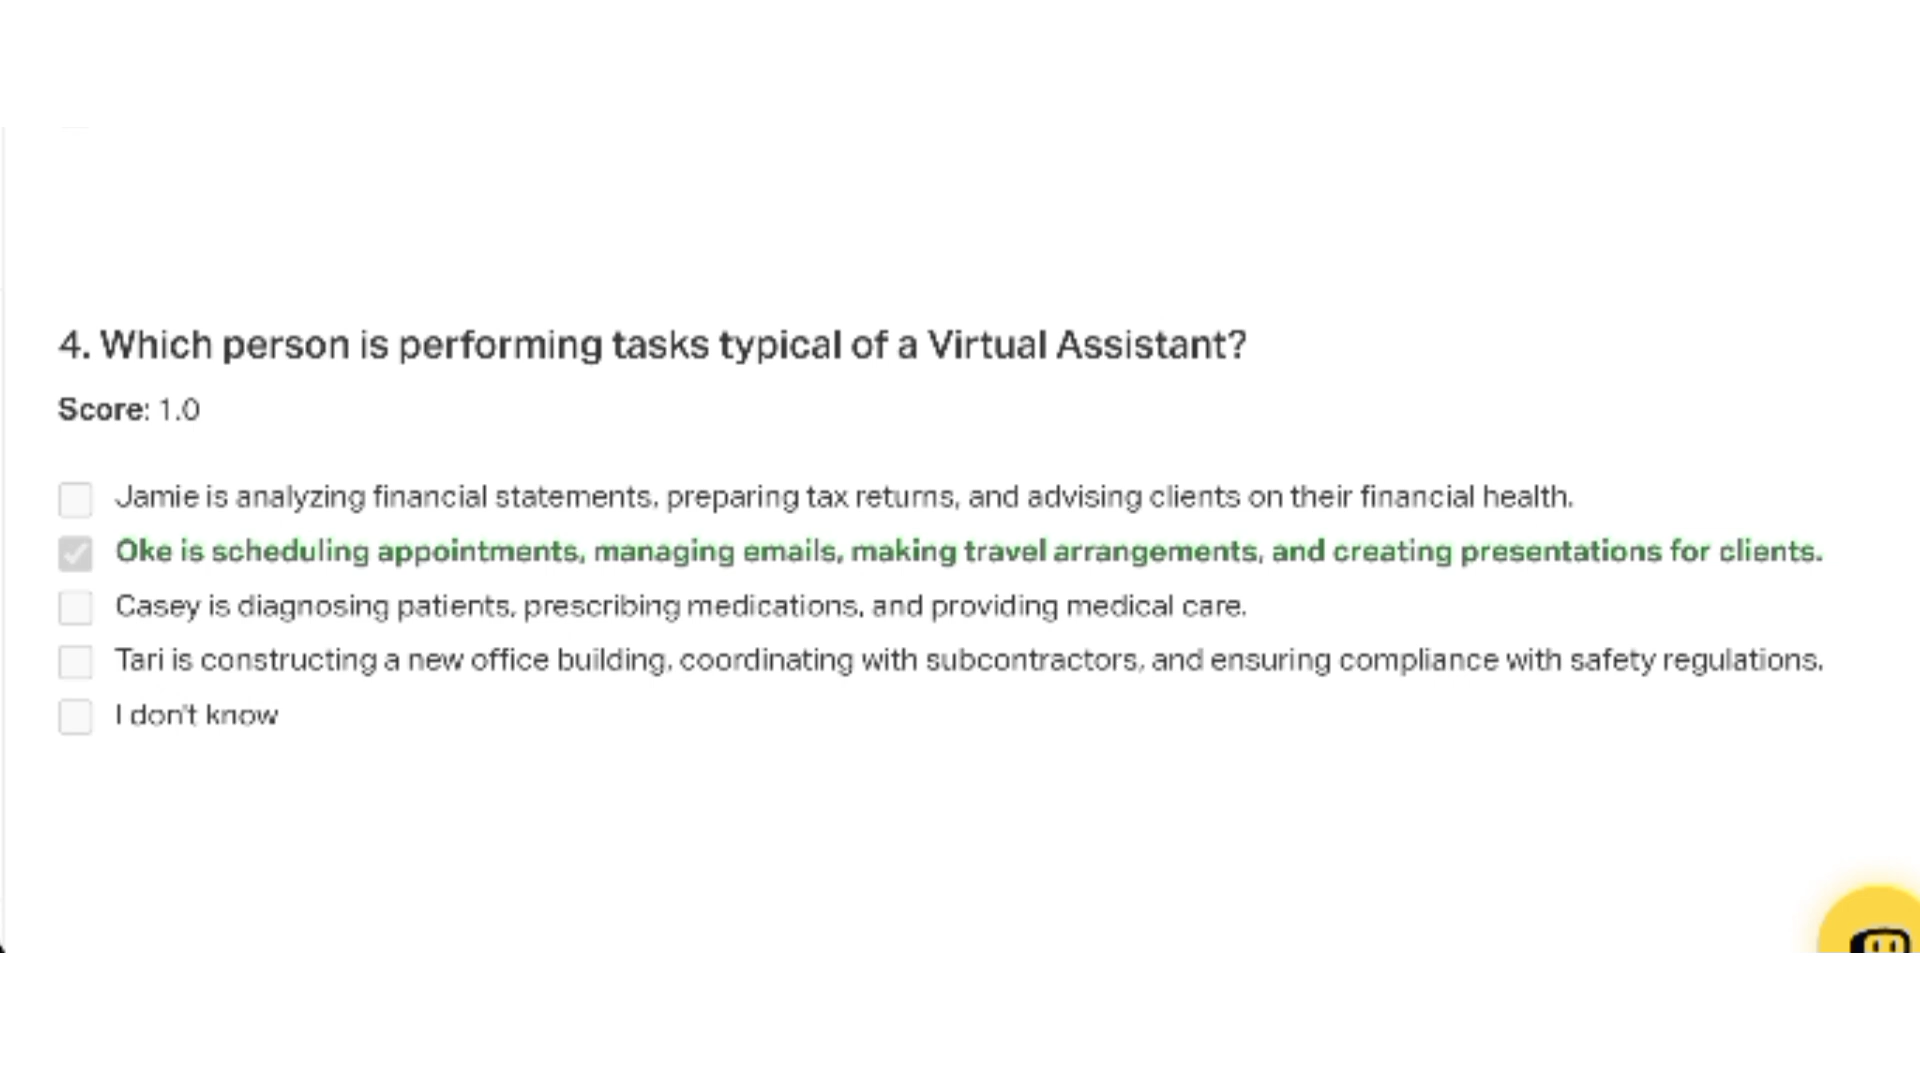 4. Which person is performing tasks typical of a Virtual Assistant?
Score: 1.0
Jamie is analyzing financial statements, preparing tax returns, and advising clients on their financial health.
Oke is scheduling appointments, managing emails, making travel arrangements, and creating presentations for clients.
Casey is diagnosing patients, prescribing medications, and providing medical care.
Tari is constructing a new office building, coordinating with subcontractors, and ensuring compliance with safety regulations.
I don't know